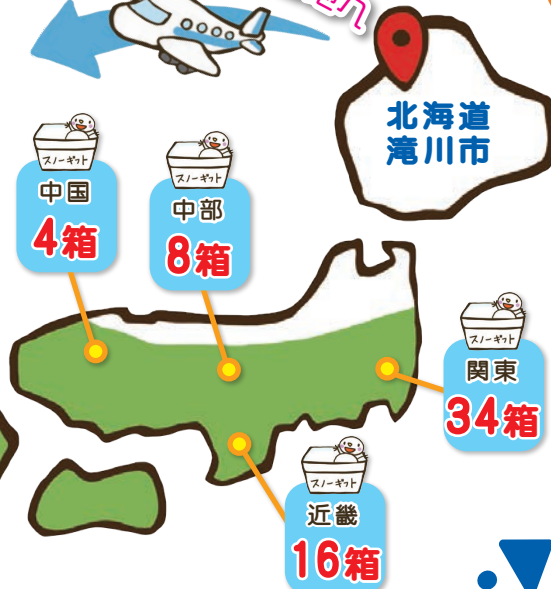 北海道
滝川市
スノーギフト
中国
4箱
スノーギフト
中部
8箱
スノーギフト
関東
34箱
スノーギフト
近畿
16箱